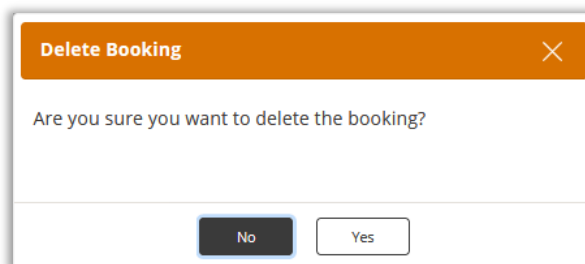 Delete Booking
Are you sure you want to delete the booking?
No Yes